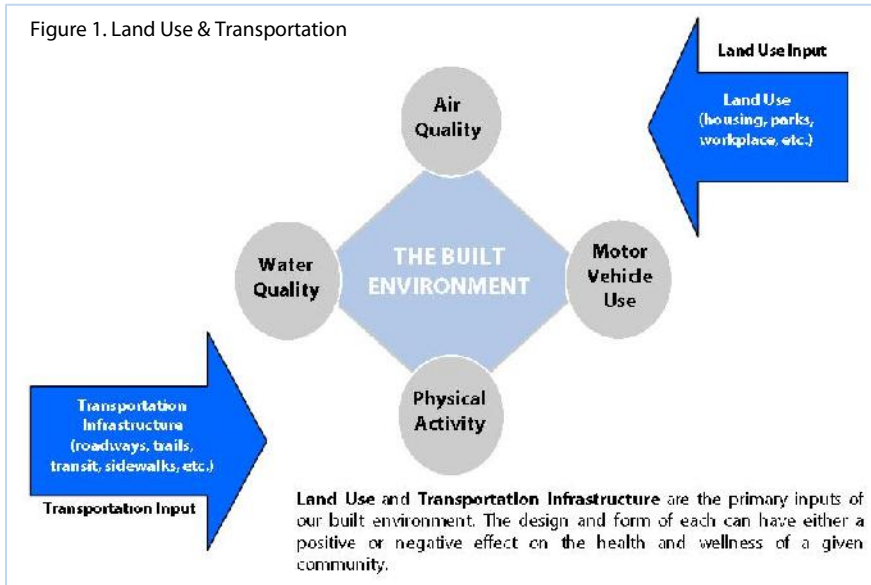 Figure 1. Land Use & Transportation
Land Use Input
Land Use
(housing, parks,
workplace, etc.)
Air
Quality
THE BUILT
ENVIRONMENT
Water
Quality
Motor
Vehicle
Use
Physical
Activity
Transportation
Infrastructure
(roadways, trails,
transit, sidewalks, etc.)
Transportation Input
Land Use and Transportation Infrastructure are the primary inputs of
our built environment. The design and form of each can have either a
positive or negative effect on the health and wellness of a given
community.